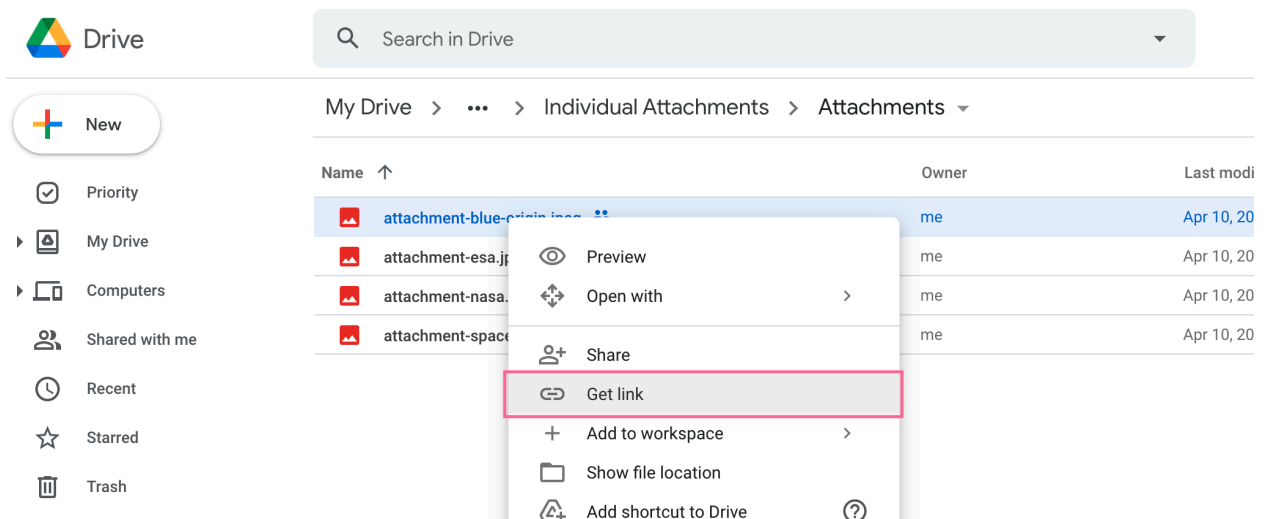 Drive
Search in Drive
New
My Drive > ••• > Individual Attachments > Attachments
Priority
My Drive
Computers
Shared with me
Recent
Starred
Trash
Name Owner Last modi
attachment-blue-origin.jpeg me Apr 10, 20
attachment-esa.jp me Apr 10, 20
attachment-nasa. me Apr 10, 20
attachment-space me Apr 10, 20
Preview
Open with
Share
Get link
Add to workspace
Show file location
Add shortcut to Drive